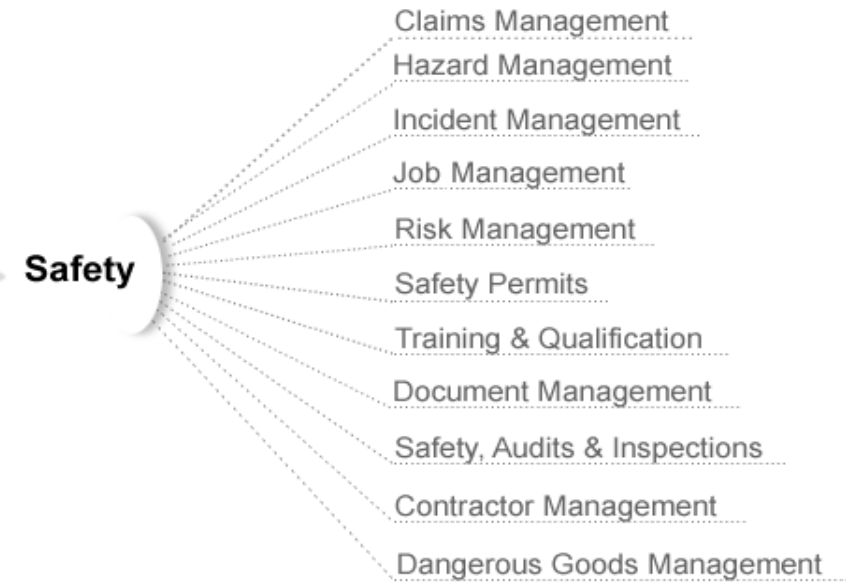 Claims Management
Hazard Management
Incident Management
Job Management
Risk Management
Safety
Safety Permits
Training & Qualification
Document Management
Safety, Audits & Inspections
Contractor Management
Dangerous Goods Management